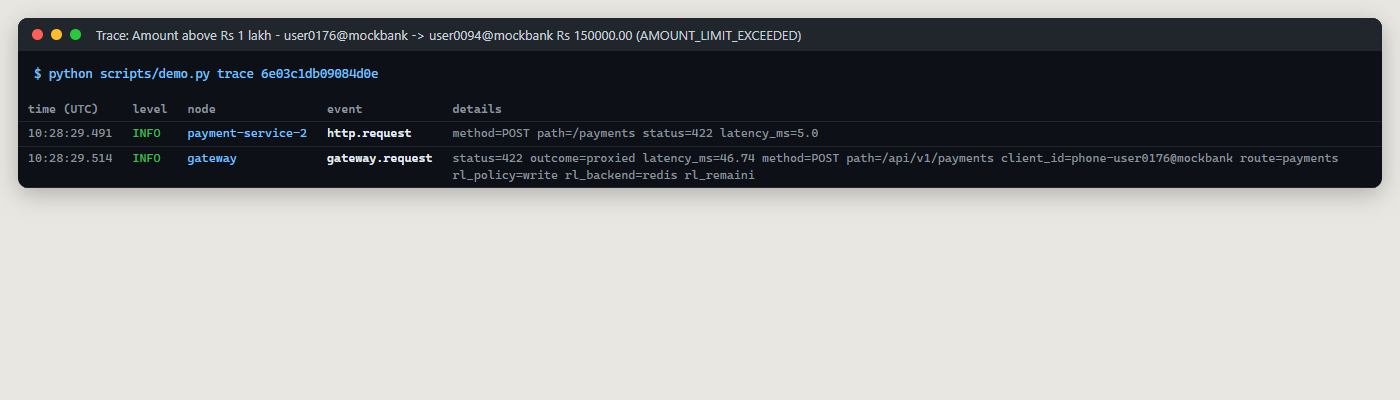 Trace: Amount above Rs 1 lakh - user0176@mockbank -> user0094@mockbank Rs 150000.00 (AMOUNT_LIMIT_EXCEEDED)
$ python scripts/demo.py trace 6e03c1db09084d0e
time (UTC) level node event details
10:28:29.491 INFO payment-service-2 http.request method=POST path=/payments status=422 latency_ms=5.0
10:28:29.514 INFO gateway gateway.request status=422 outcome=proxied latency_ms=46.74 method=POST path=/api/v1/payments client_id=phone-user0176@mockbank route=payments
rl_policy=write rl_backend=redis rl_remaini